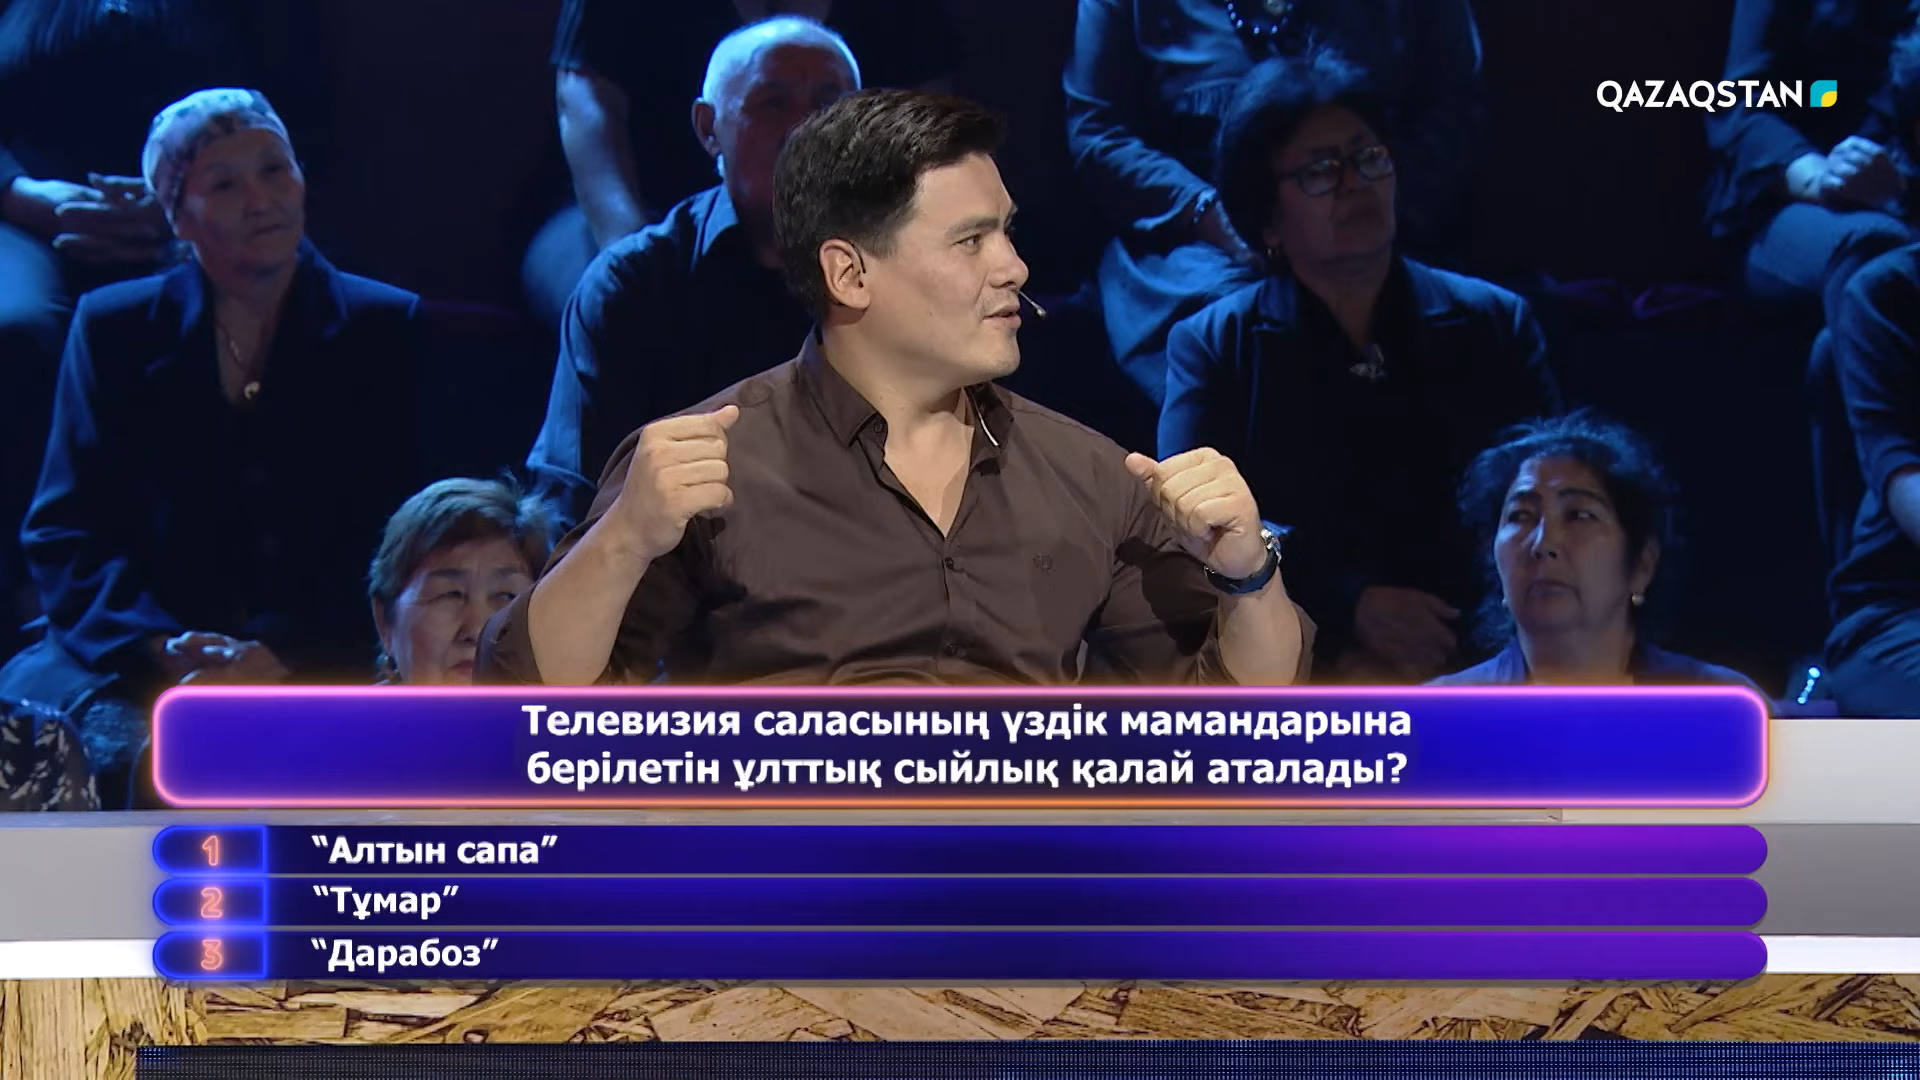 QAZAQSTAN
Телевизия саласының үздік мамандарына
берілетін ұлттық сыйлық қалай аталады?
1 “Алтын сапа”
2 “Тұмар”
3 “Дарабоз”